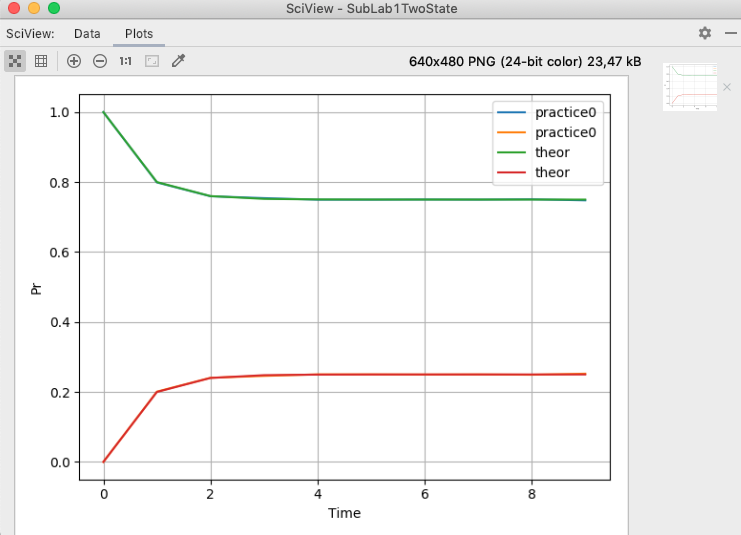 SciView - SubLab1TwoState
SciView: Data Plots
1:1 640x480 PNG (24-bit color) 23,47 kB
practice0
practice0
theor
theor
1.0
0.8
0.6
0.4
0.2
0.0
Pr
0 2 4 6 8
Time